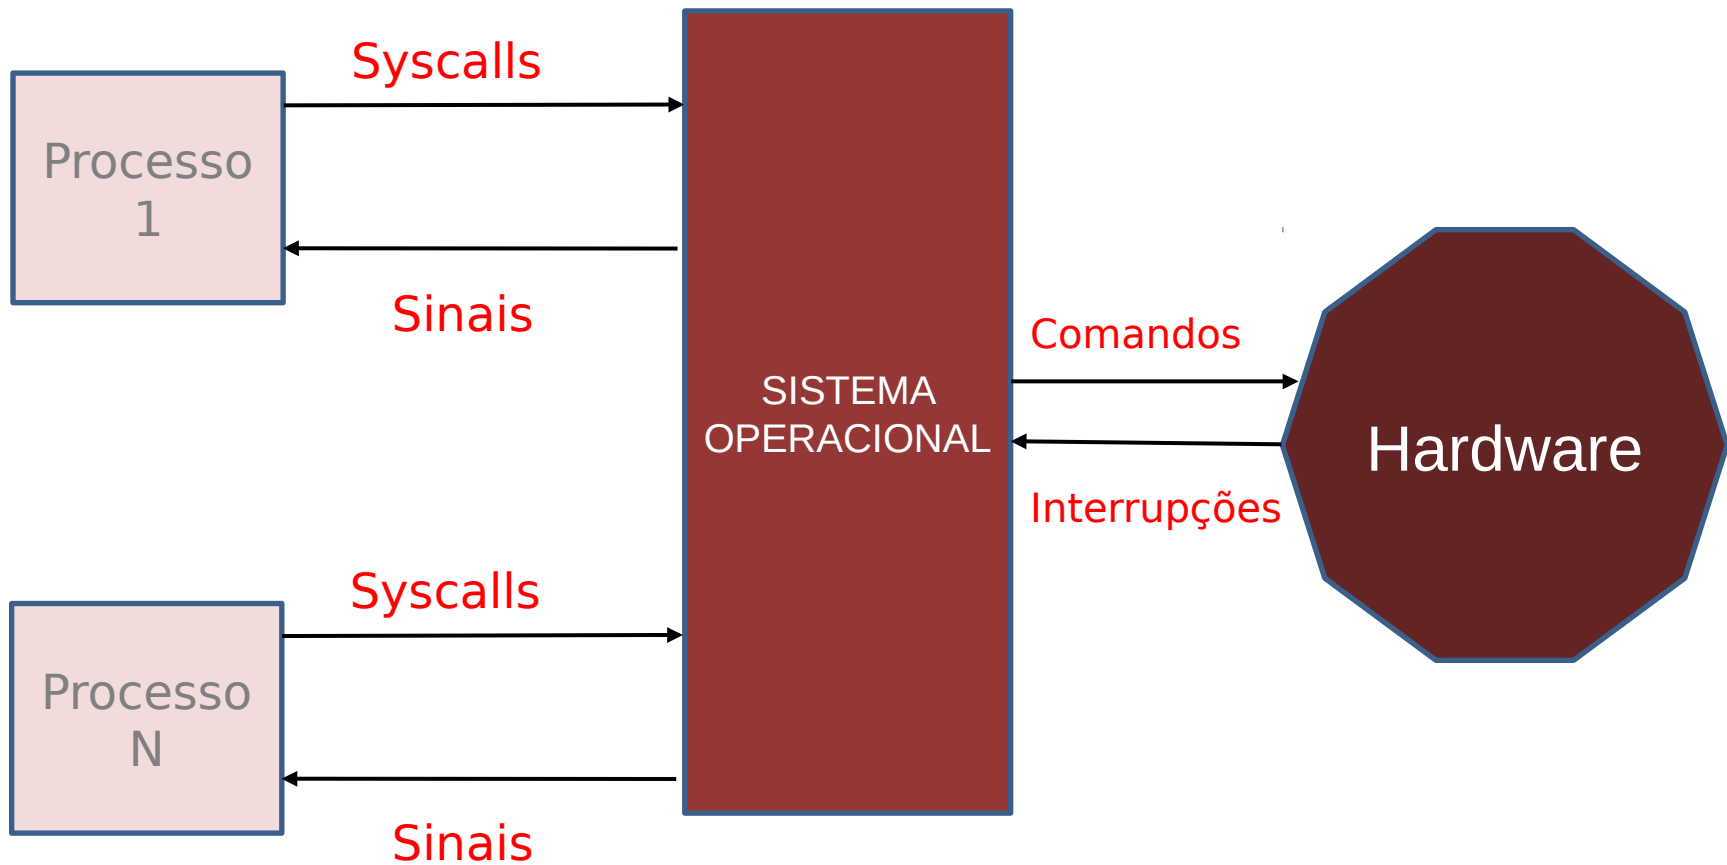 Syscalls
Processo
1
Sinais
SISTEMA
OPERACIONAL
Comandos
Interrupções
Hardware
Syscalls
Processo
N
Sinais